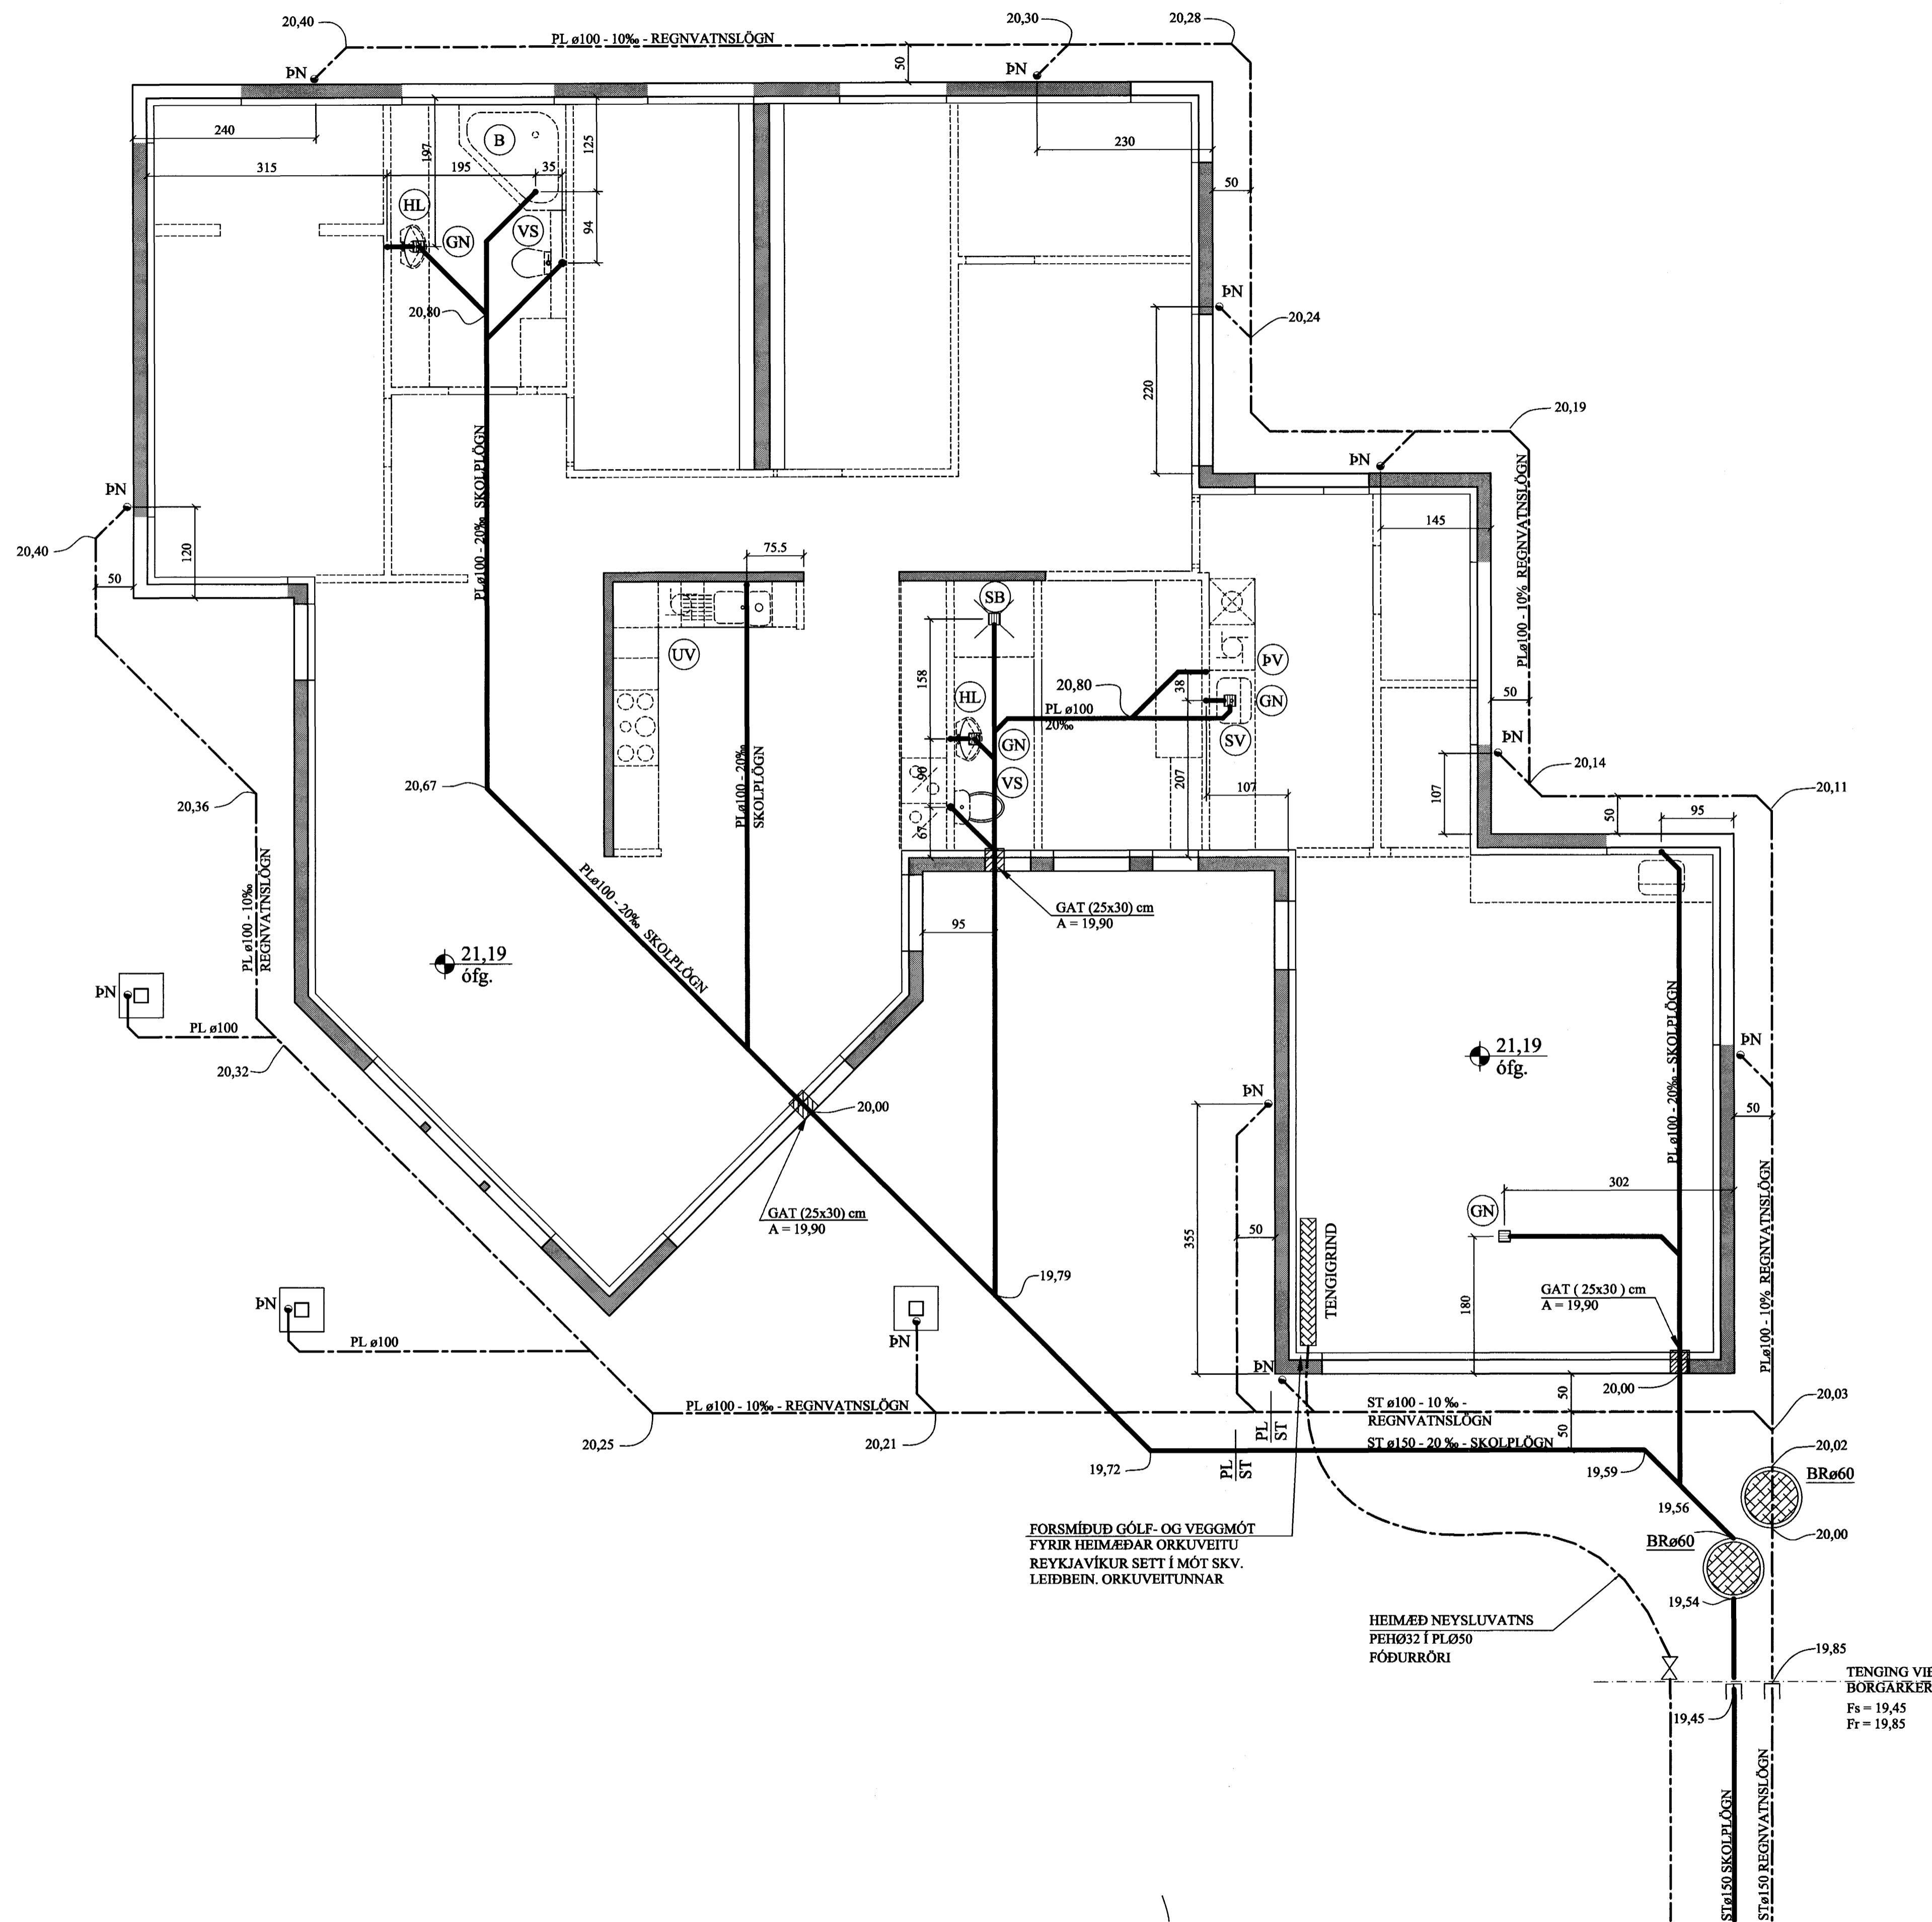 20,40
20,30
20,28
PL ø100 - 10‰ - REGNVATNSLÖGN
50
ÞN
ÞN
240
B
125
230
197
315
195
35
50
HL
GN
VS
94
ÞN
20,80
20,24
220
20,19
PLø100 - 20‰ SKOLPLÖGN
ÞN
PLø100 - 10% REGNVATNSLÖGN
ÞN
145
20,40
120
75.5
50
SB
UV
ÞV
158
20,80
38
HL
GN
50
PL ø100
20‰
SV
GN
ÞN
PLø100 - 20‰
SKOLPLÖGN
VS
20,14
20,67
90
207
107
107
20,11
20,36
50
95
67
PLø100 - 20‰ SKOLPLÖGN
PL ø100 - 10‰
REGNVATNSLÖGN
GAT (25x30) cm
A = 19,90
95
21,19
ófg.
ÞN
PL ø100 - 20‰ - SKOLPLÖGN
PL ø100
21,19
ófg.
ÞN
20,32
ÞN
20,00
50
355
302
GN
GAT (25x30) cm
A = 19,90
50
TENGIGRIND
PLø100 - 10% REGNVATNSLÖGN
19,79
GAT ( 25x30 ) cm
A = 19,90
180
ÞN
PL ø100
ÞN
ÞN
50
20,00
20,03
PL ø100 - 10‰ - REGNVATNSLÖGN
ST ø100 - 10 ‰ -
REGNVATNSLÖGN
PL
ST
50
20,25
20,21
ST ø150 - 20 ‰ - SKOLPLÖGN
20,02
19,72
PL
ST
19,59
BRø60
19,56
FORSMÍÐUÐ GÓLF- OG VEGGMÓT
FYRIR HEIMÆÐAR ORKUVEITU
REYKJAVÍKUR SETT Í MÓT SKV.
LEIÐBEIN. ORKUVEITUNNAR
20,00
BRø60
19,54
HEIMÆÐ NEYSLUVATNS
PEHØ32 Í PLØ50
FÓÐURRÖRI
19,85
TENGING VIÐ
BORGARKER
Fs = 19,45
Fr = 19,85
19,45
STø150 SKOLPLÖGN
STø150 REGNVATNSLÖGN